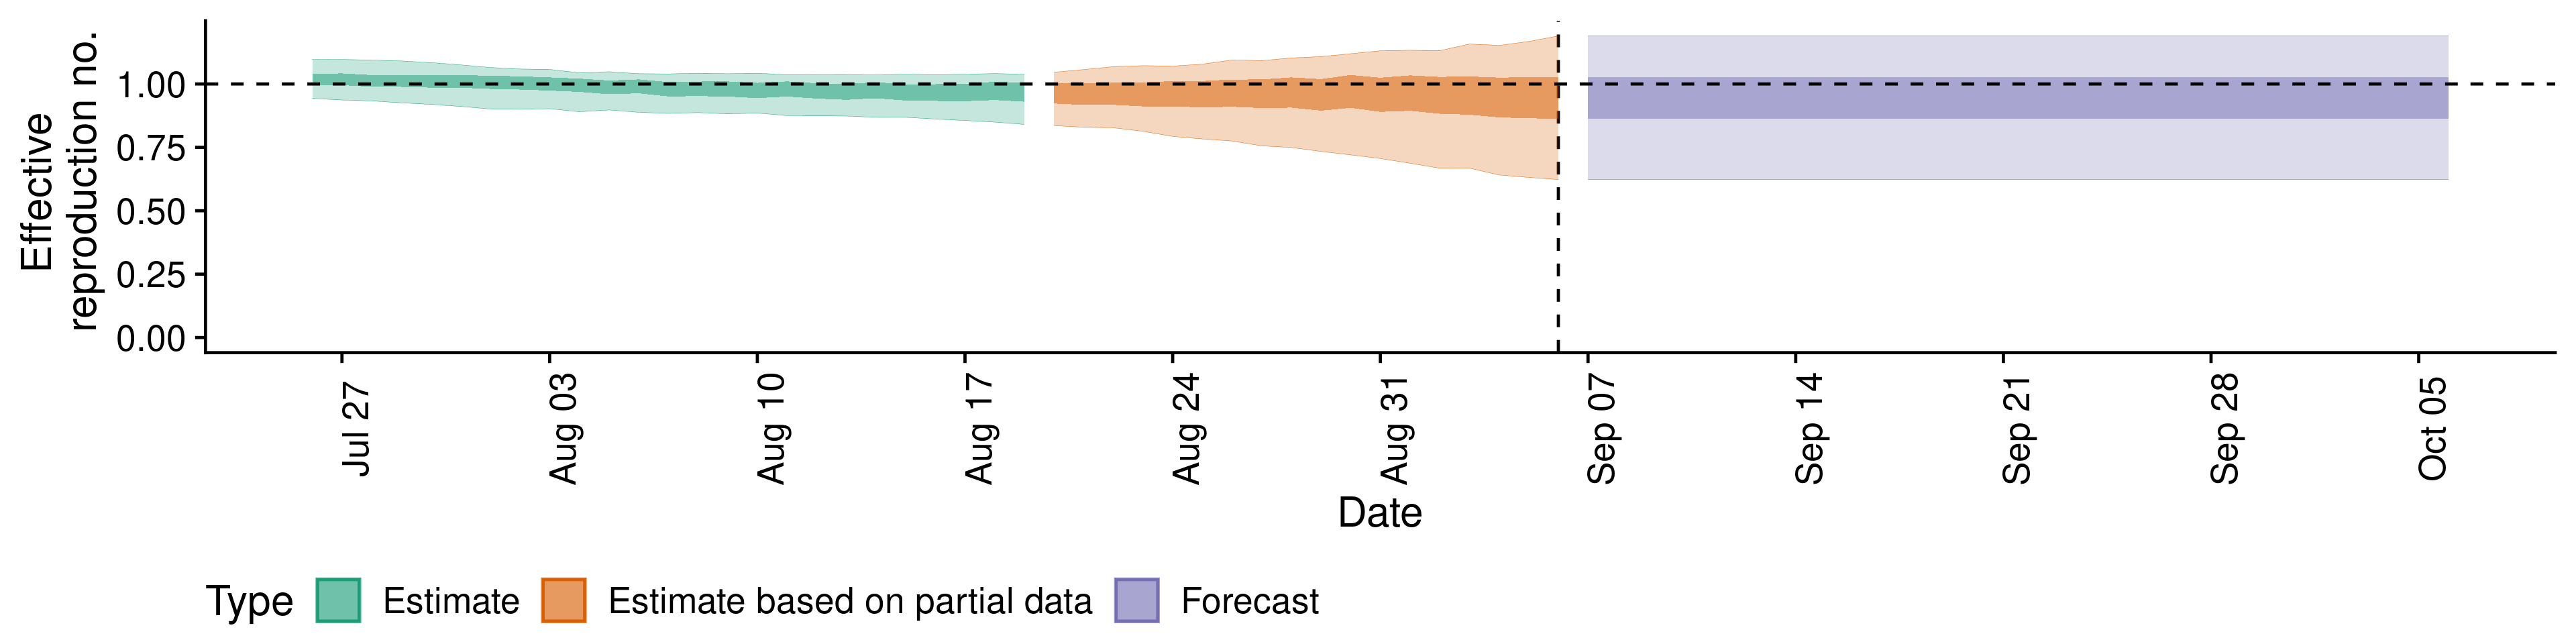 Effective
reproduction no.
1.00
0.75
0.50
0.25
0.00
Jul 27
Aug 03
Aug 10
Aug 17
Aug 24
Aug 31
Sep 07
Sep 14
Sep 21
Sep 28
Oct 05
Date
Type Estimate Estimate based on partial data Forecast